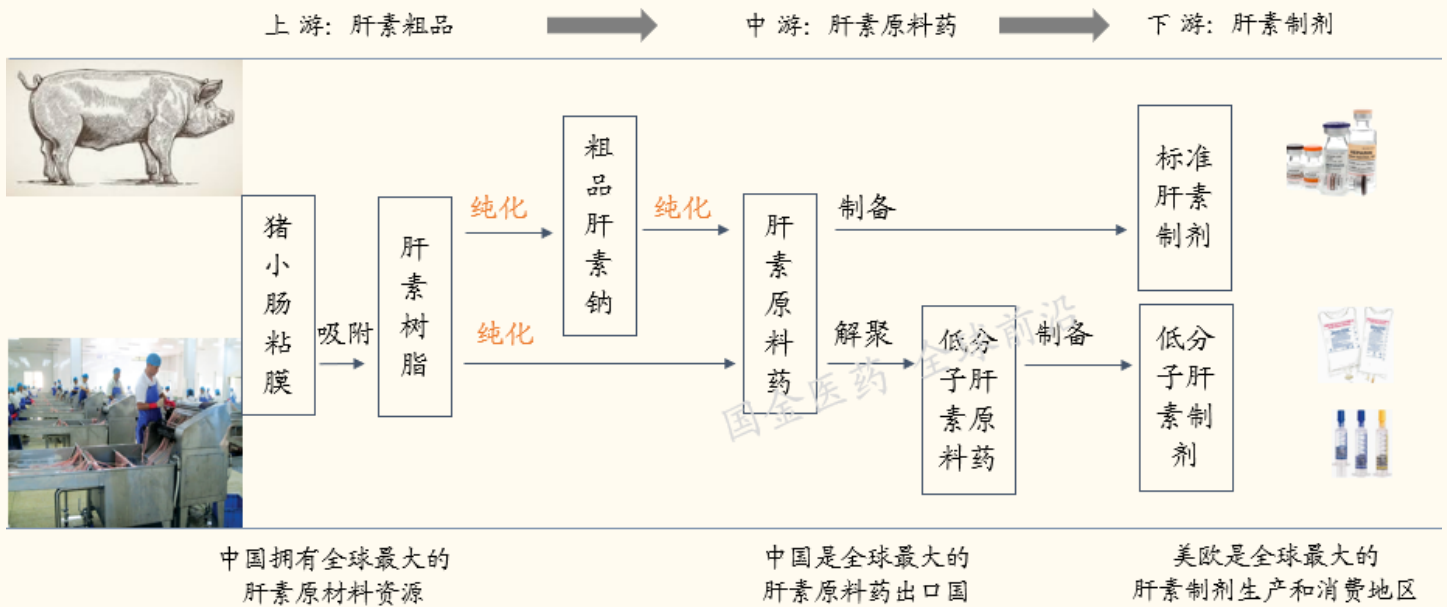 上 游：肝素粗品
中 游：肝素原料药
下 游：肝素制剂
猪小肠粘膜
吸附
肝素树脂
纯化
粗品肝素钠
纯化
纯化
肝素原料药
制备
标准
肝素
制剂
解聚
低分
子肝
素原
料药
制备
低分
子肝
素制
剂
国金医药 全球前沿
中国拥有全球最大的
肝素原材料资源
中国是全球最大的
肝素原料药出口国
美欧是全球最大的
肝素制剂生产和消费地区